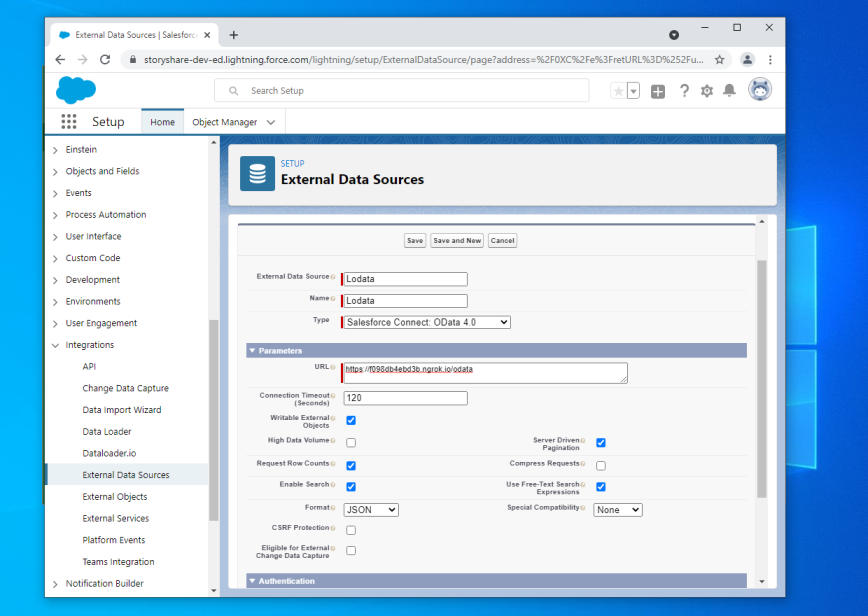 External Data Sources | Salesforce
storyshare-dev-ed.lightning.force.com/lightning/setup/ExternalDataSource/page?address=%2F0XC%2Fe%3FretURL%3D%252Fu...
Search Setup
Setup
Home
Object Manager
Einstein
Objects and Fields
Events
Process Automation
User Interface
Custom Code
Development
Environments
User Engagement
Integrations
API
Change Data Capture
Data Import Wizard
Data Loader
Dataloader.io
External Data Sources
External Objects
External Services
Platform Events
Teams Integration
Notification Builder
SETUP
External Data Sources
Save Save and New Cancel
External Data Source Lodata
Name Lodata
Type Salesforce Connect: OData 4.0
Parameters
URL https://f098db4ebd3b.ngrok.io/odata
Connection Timeout
(Seconds)
120
Writable External
Objects
High Data Volume
Server Driven
Pagination
Request Row Counts
Compress Requests
Enable Search
Use Free-Text Search
Expressions
Format JSON
Special Compatibility None
CSRF Protection
Eligible for External
Change Data Capture
Authentication